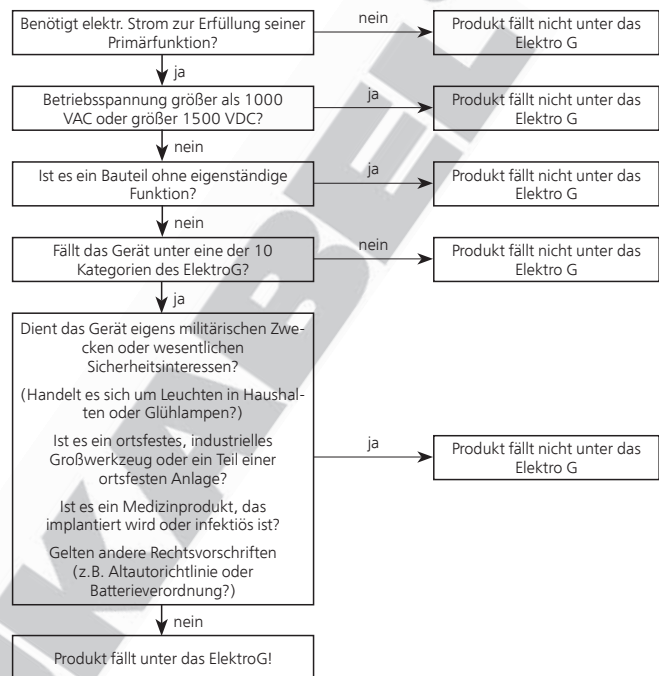 Benötigt elektr. Strom zur Erfüllung seiner
Primärfunktion?
nein
Produkt fällt nicht unter das
Elektro G
ja
Betriebsspannung größer als 1000
VAC oder größer 1500 VDC?
ja
Produkt fällt nicht unter das
Elektro G
nein
Ist es ein Bauteil ohne eigenständige
Funktion?
ja
Produkt fällt nicht unter das
Elektro G
nein
Fällt das Gerät unter eine der 10
Kategorien des ElektroG?
nein
Produkt fällt nicht unter das
Elektro G
ja
Dient das Gerät eigens militärischen Zwe-
cken oder wesentlichen
Sicherheitsinteressen?
(Handelt es sich um Leuchten in Haushal-
ten oder Glühlampen?)
Ist es ein ortsfestes, industrielles
Großwerkzeug oder ein Teil einer
ortsfesten Anlage?
Ist es ein Medizinprodukt, das
implantiert wird oder infektiös ist?
Gelten andere Rechtsvorschriften
(z.B. Altautorichtlinie oder
Batterieverordnung?)
ja
Produkt fällt nicht unter das
Elektro G
nein
Produkt fällt unter das ElektroG!
KABEL